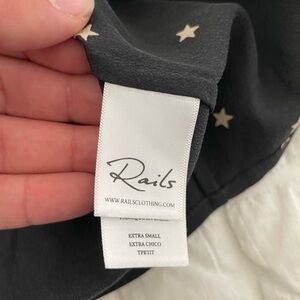 Rails
WWW.RAILSCLOTHING.COM
EXTRA SMALL
EXTRA CHICO
TPETIT